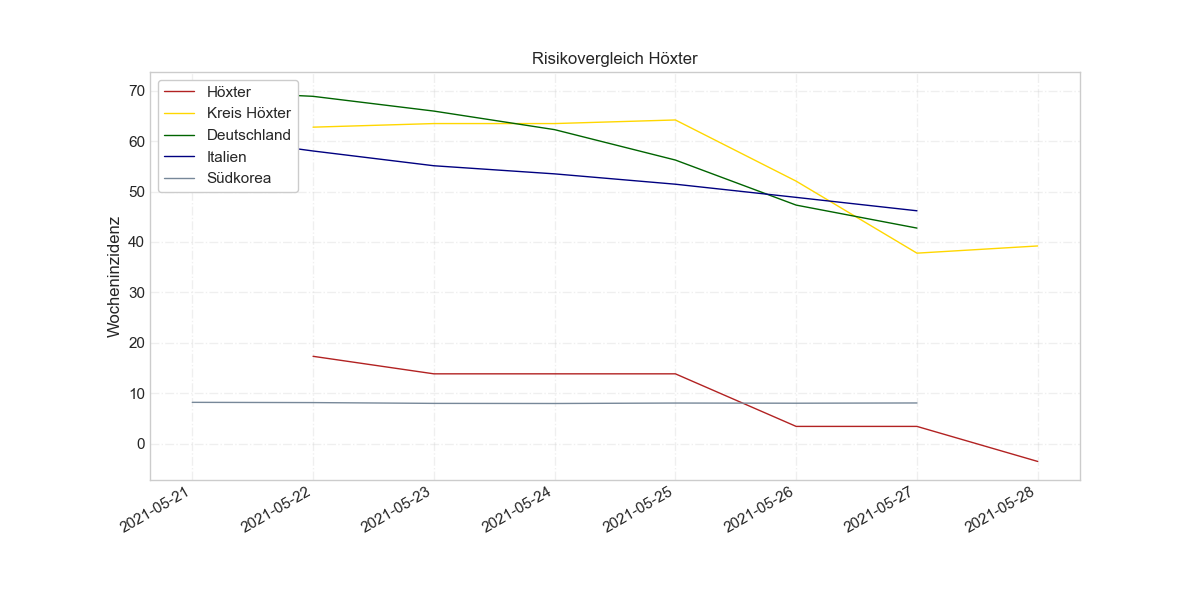 Risikovergleich Höxter
Höxter
Kreis Höxter
Deutschland
Italien
Südkorea
Wocheninzidenz
70
60
50
40
30
20
10
0
2021-05-21
2021-05-22
2021-05-23
2021-05-24
2021-05-25
2021-05-26
2021-05-27
2021-05-28